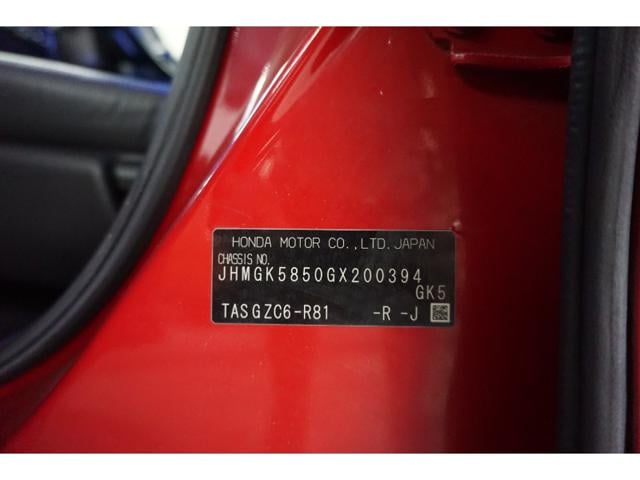 HONDA MOTOR CO.,LTD. JAPAN
CHASSIS NO.
JHMGK5850GX200394
GK5
TASGZC6-R81 -R -J